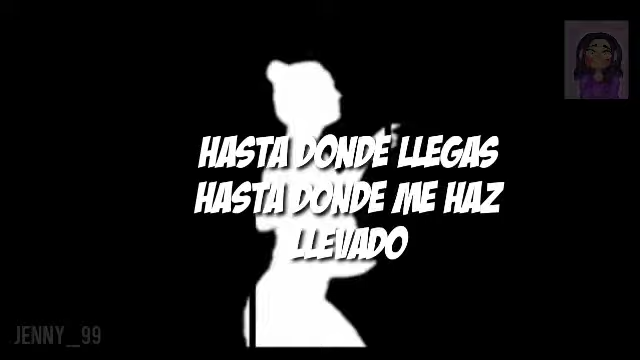 HASTA DONDE LLEGAS
HASTA DONDE ME HAZ
LLEVADO
JENNY_99